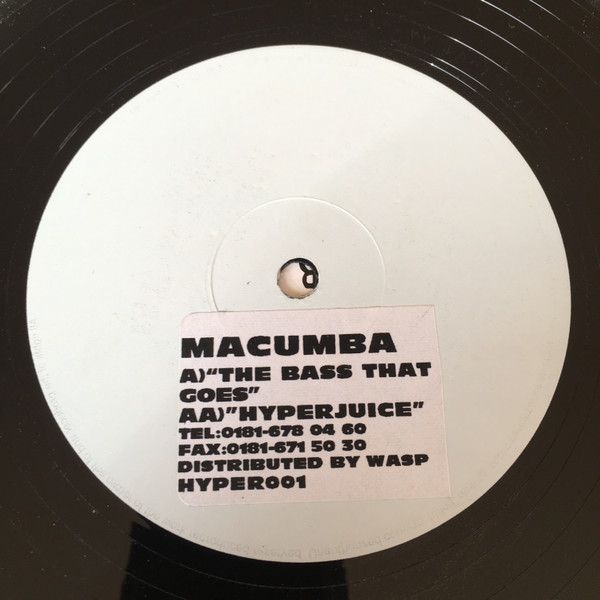 MACUMBA
A)“THE BASS THAT
GOES”
AA)”HYPERJUICE”
TEL:0181-678 04 60
FAX:0181-671 50 30
DISTRIBUTED BY WASP
HYPER001